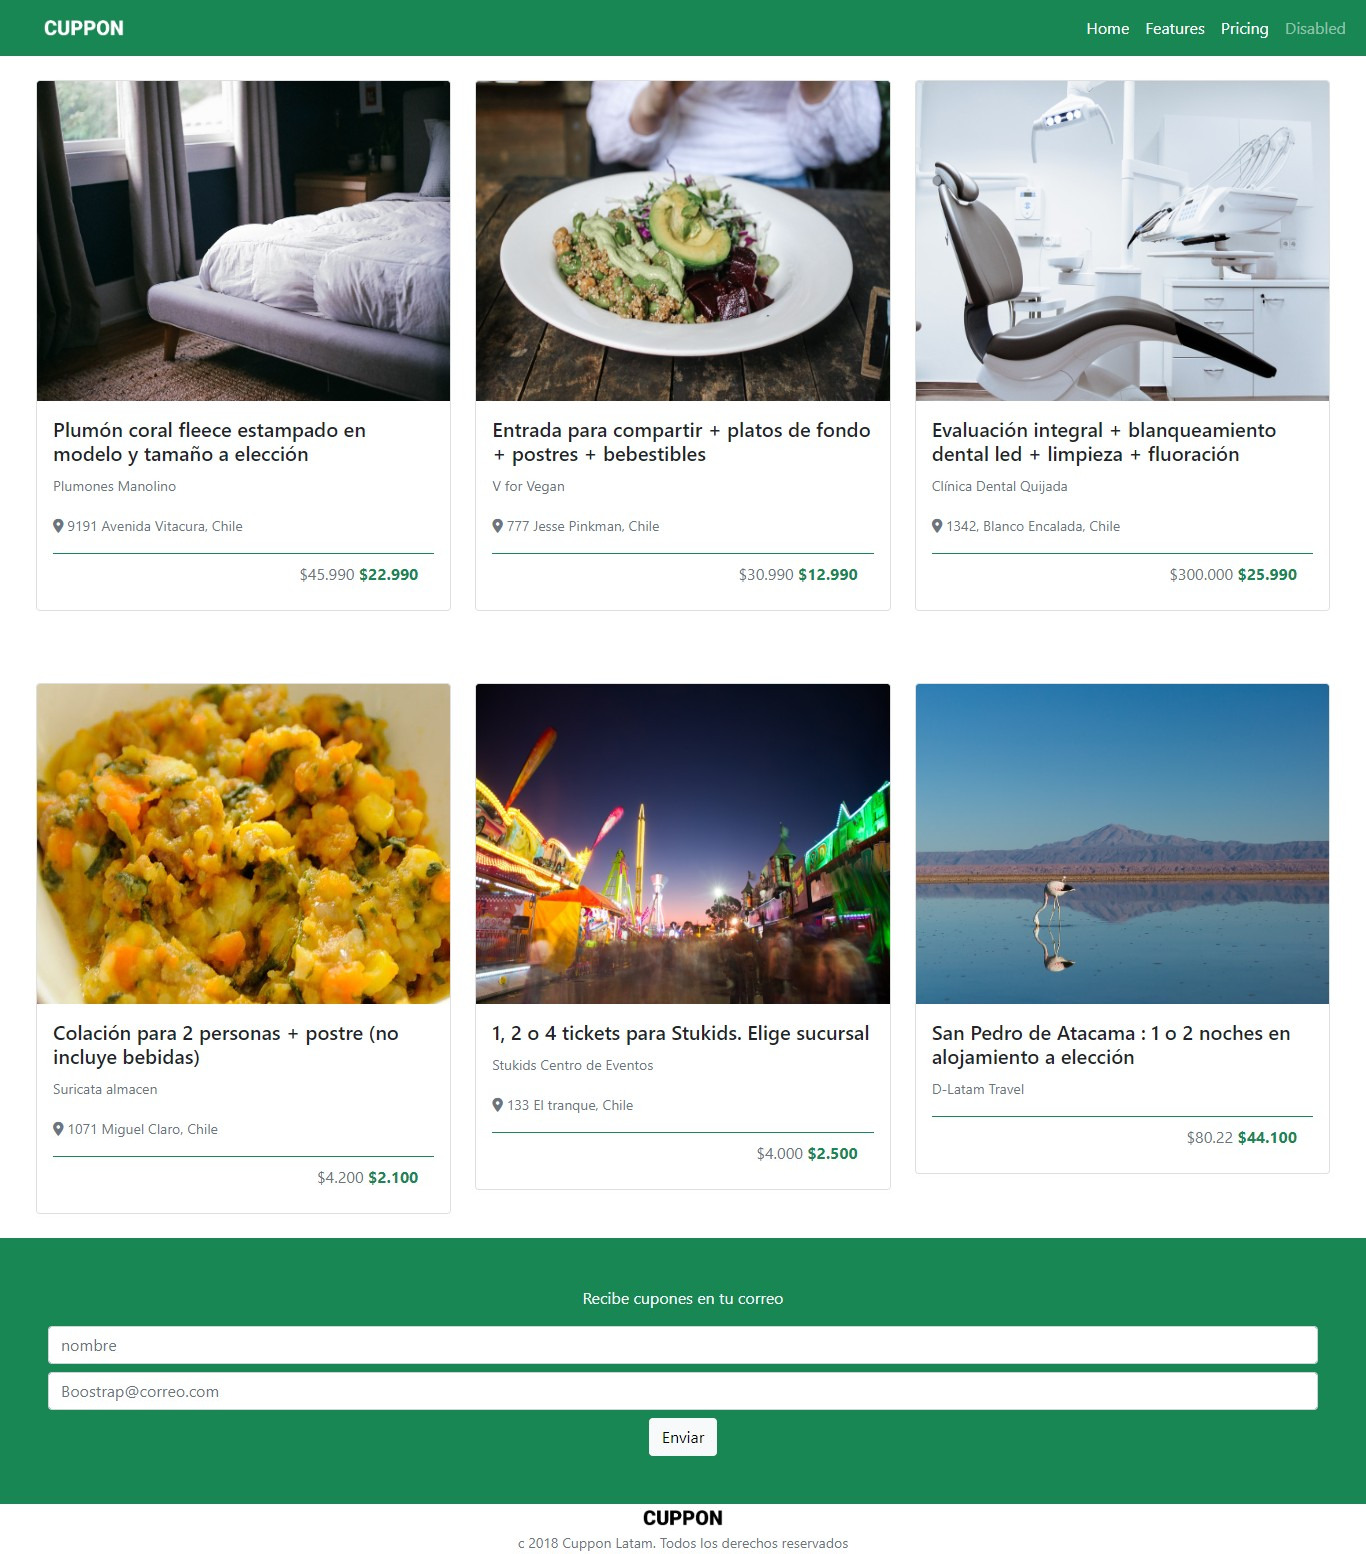 CUPPON
Home Features Pricing Disabled
Plumón coral fleece estampado en
modelo y tamaño a elección
Plumones Manolino
9191 Avenida Vitacura, Chile
$45.990 $22.990
Entrada para compartir + platos de fondo
+ postres + bebestibles
V for Vegan
777 Jesse Pinkman, Chile
$30.990 $12.990
Evaluación integral + blanqueamiento
dental led + limpieza + fluoración
Clínica Dental Quijada
1342, Blanco Encalada, Chile
$300.000 $25.990
Colación para 2 personas + postre (no
incluye bebidas)
Suricata almacen
1071 Miguel Claro, Chile
$4.200 $2.100
1, 2 o 4 tickets para Stukids. Elige sucursal
Stukids Centro de Eventos
133 El tranque, Chile
$4.000 $2.500
San Pedro de Atacama : 1 o 2 noches en
alojamiento a elección
D-Latam Travel
$80.22 $44.100
Recibe cupones en tu correo
nombre
Boostrap@correo.com
Enviar
CUPPON
c 2018 Cuppon Latam. Todos los derechos reservados